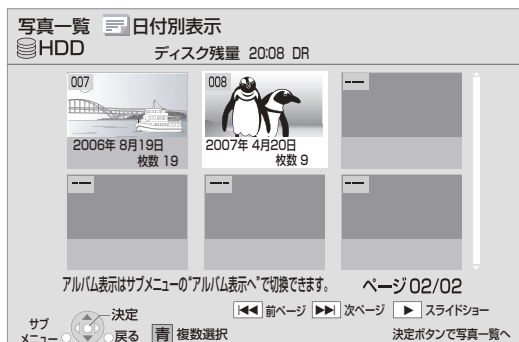 写真一覧 日付別表示
HDD ディスク残量 20:08 DR
007 008 ---
2006年 8月19日 2007年 4月20日
枚数 19 枚数 9
--- --- ---
アルバム表示はサブメニューの"アルバム表示へ"で切換できます。 ページ 02/02
前ページ 次ページ スライドショー
サブ 決定
メニュー 戻る 青 複数選択 決定ボタンで写真一覧へ